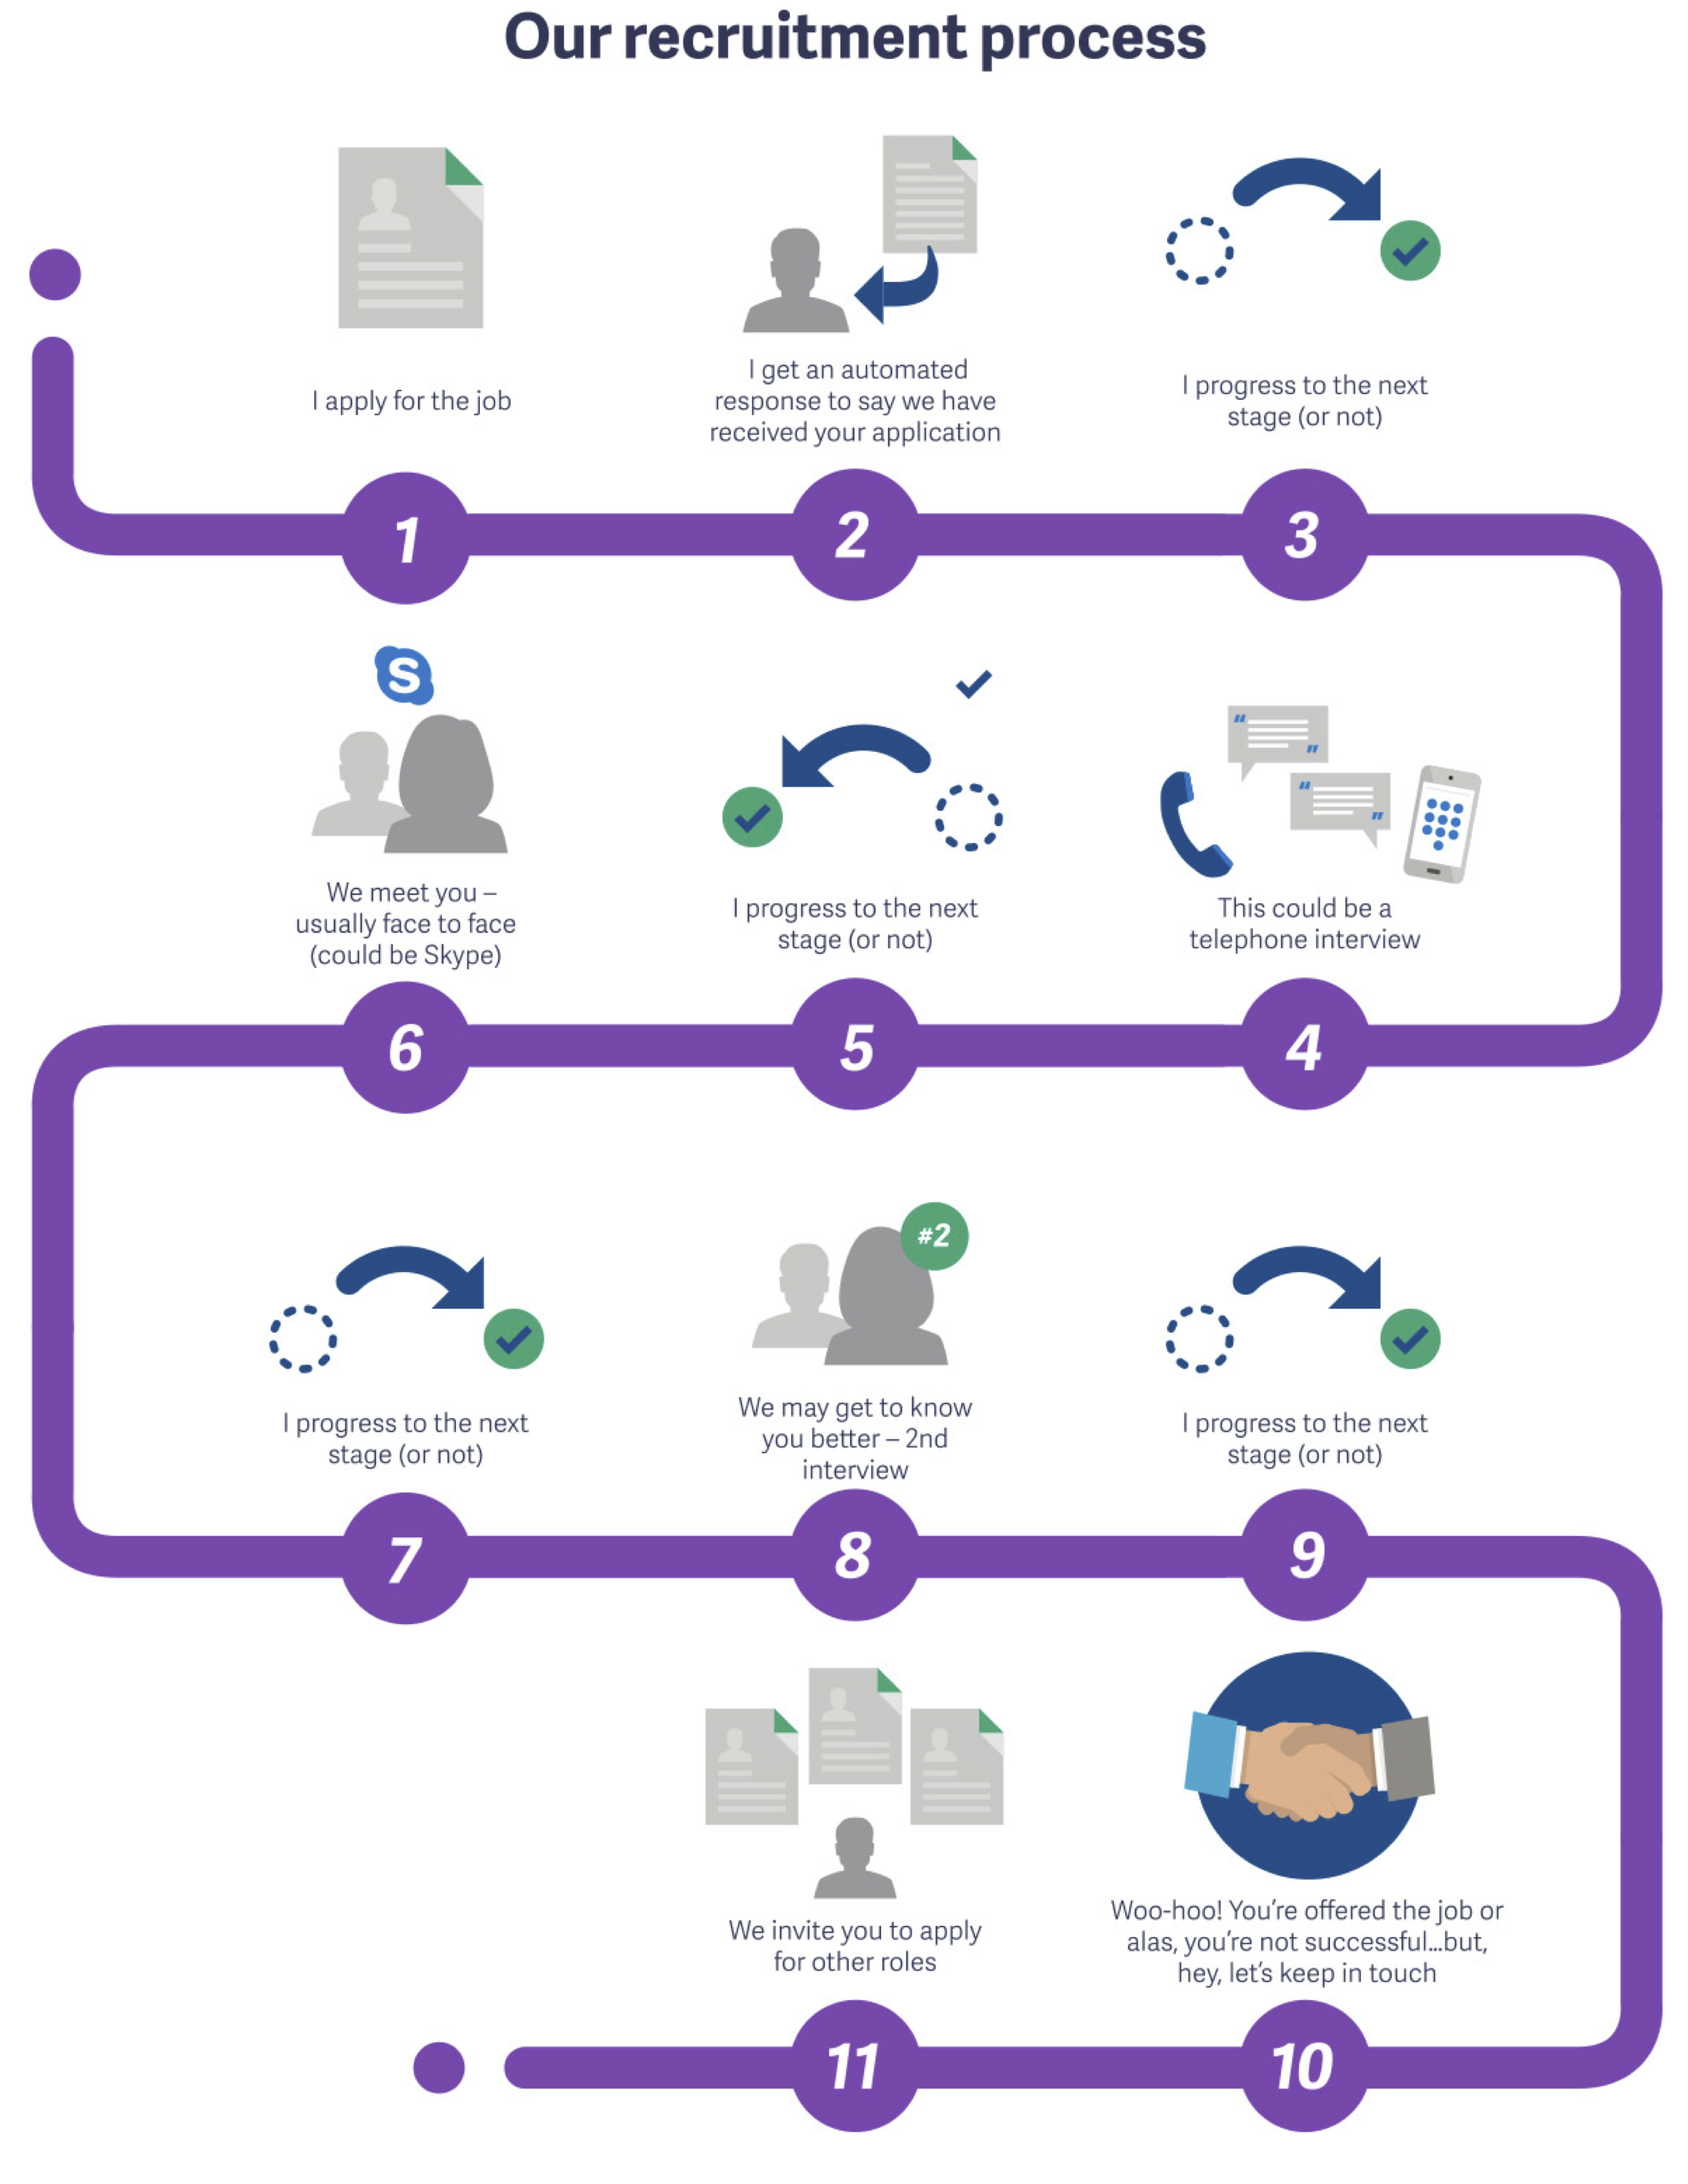 Our recruitment process
I apply for the job
I get an automated
response to say we have
received your application
I progress to the next
stage (or not)
1
2
3
S
We meet you –
usually face to face
(could be Skype)
I progress to the next
stage (or not)
" "
" "
This could be a
telephone interview
6
5
4
I progress to the next
stage (or not)
#2
We may get to know
you better – 2nd
interview
I progress to the next
stage (or not)
7
8
9
We invite you to apply
for other roles
Woo-hoo! You're offered the job or
alas, you're not successful...but,
hey, let's keep in touch
11
10